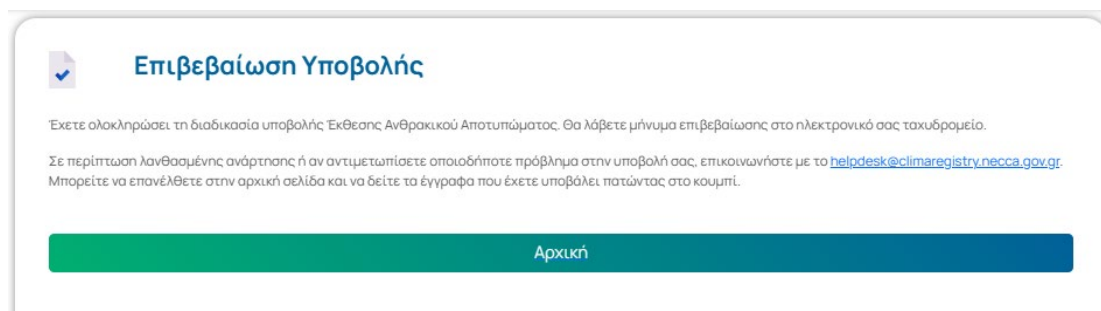 Επιβεβαίωση Υποβολής
Έχετε ολοκληρώσει τη διαδικασία υποβολής Έκθεσης Ανθρακικού Αποτυπώματος. Θα λάβετε μήνυμα επιβεβαίωσης στο ηλεκτρονικό σας ταχυδρομείο.
Σε περίπτωση λανθασμένης ανάρτησης ή αν αντιμετωπίσετε οποιοδήποτε πρόβλημα στην υποβολή σας, επικοινωνήστε με το helpdesk@climaregistry.necca.gov.gr.
Μπορείτε να επανέλθετε στην αρχική σελίδα και να δείτε τα έγγραφα που έχετε υποβάλει πατώντας στο κουμπί.
Αρχική